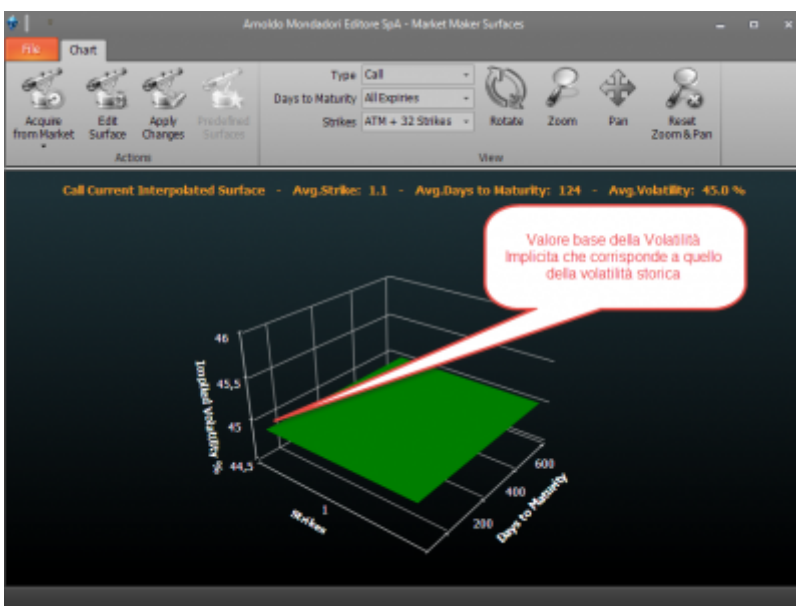 Arnoldo Mondadori Editore SpA - Market Maker Surfaces
File
Chart
Acquire
from Market
Edit
Surface
Apply
Changes
Predefined
Surfaces
Actions
Type
Call
Days to Maturity
All Expiries
Strikes
ATM + 32 Strikes
Rotate
Zoom
Pan
Reset
Zoom & Pan
View
Call Current Interpolated Surface - Avg.Strike: 1.1 - Avg.Days to Maturity: 124 - Avg.Volatility: 45.0 %
Valore base della Volatilità
Implicita che corrisponde a quello
della volatilità storica
46
45,5
45
44,5
Implied Volatility %
1
Strikes
200
400
600
Days to Maturity